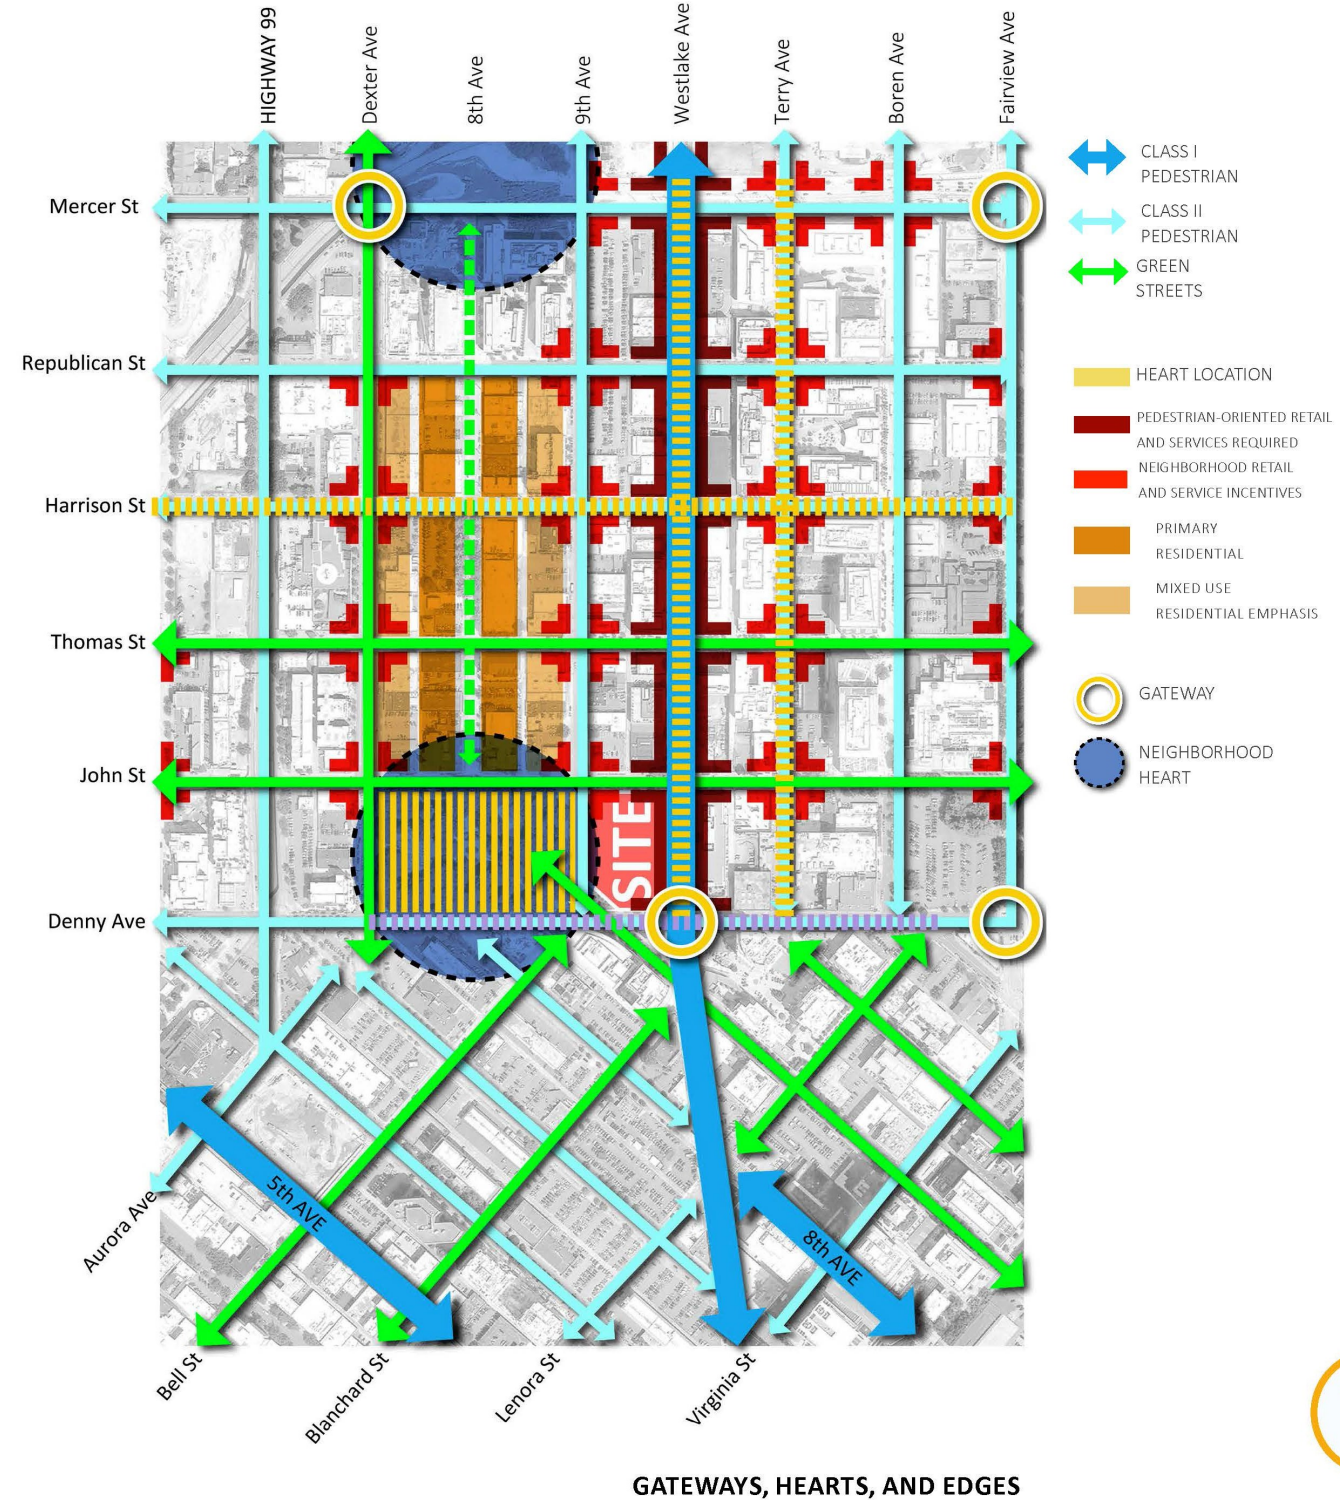 HIGHWAY 99
Dexter Ave
8th Ave
9th Ave
Westlake Ave
Terry Ave
Boren Ave
Fairview Ave
Mercer St
Republican St
Harrison St
Thomas St
John St
Denny Ave
CLASS I
PEDESTRIAN
CLASS II
PEDESTRIAN
GREEN
STREETS
HEART LOCATION
PEDESTRIAN-ORIENTED RETAIL
AND SERVICES REQUIRED
NEIGHBORHOOD RETAIL
AND SERVICE INCENTIVES
PRIMARY
RESIDENTIAL
MIXED USE
RESIDENTIAL EMPHASIS
GATEWAY
NEIGHBORHOOD
HEART
SITE
5th AVE
8th AVE
Aurora Ave
Bell St
Blanchard St
Lenora St
Virginia St
GATEWAYS, HEARTS, AND EDGES